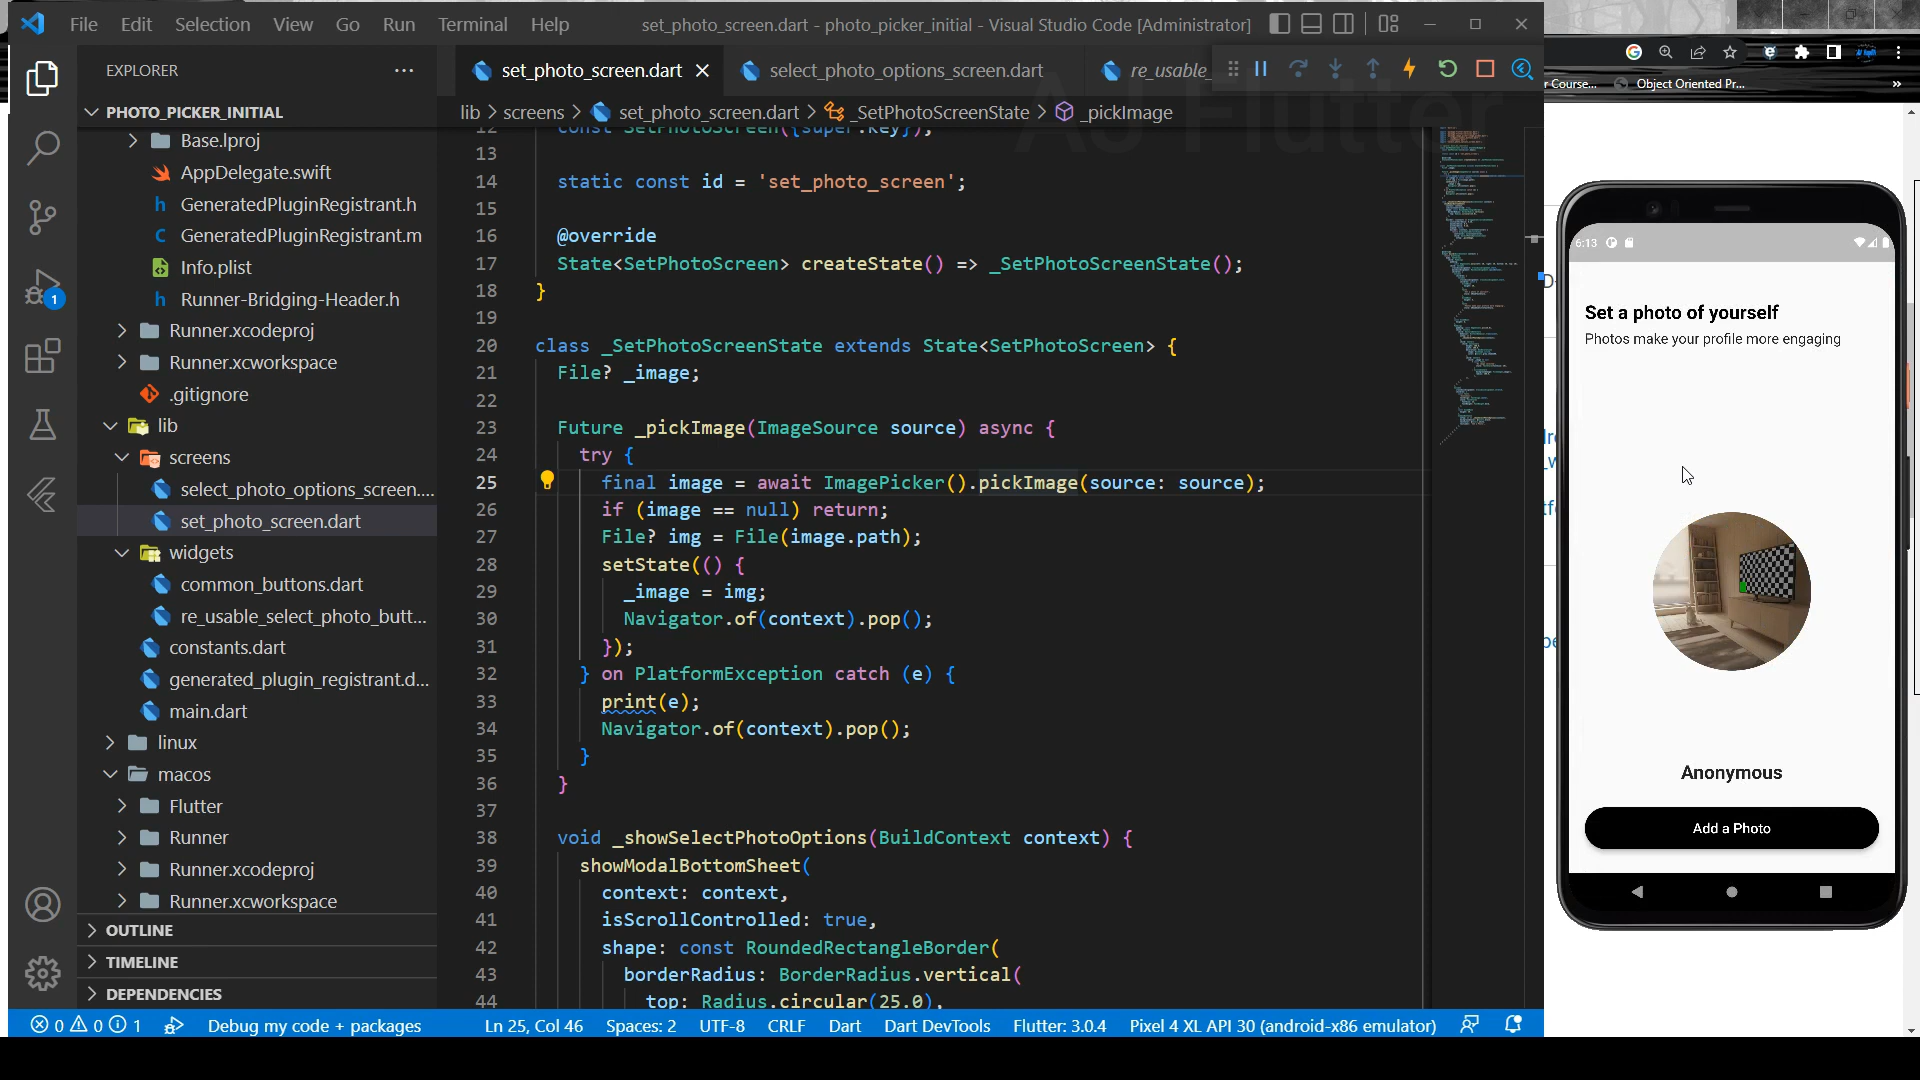 File Edit Selection View Go Run Terminal Help
set_photo_screen.dart - photo_picker_initial - Visual Studio Code [Administrator]
EXPLORER
PHOTO_PICKER_INITIAL
Base.lproj
AppDelegate.swift
h GeneratedPluginRegistrant.h
C GeneratedPluginRegistrant.m
Info.plist
h Runner-Bridging-Header.h
Runner.xcodeproj
Runner.xcworkspace
.gitignore
lib
screens
select_photo_options_screen....
set_photo_screen.dart
widgets
common_buttons.dart
re_usable_select_photo_butt...
constants.dart
generated_plugin_registrant.d...
main.dart
linux
macos
Flutter
Runner
Runner.xcodeproj
Runner.xcworkspace
OUTLINE
TIMELINE
DEPENDENCIES
1
set_photo_screen.dart
select_photo_options_screen.dart
re_usable_
lib > screens > set_photo_screen.dart > _SetPhotoScreenState > _pickImage
AJ Flutter
12 const SetPhotoScreen({super.key});
13
14 static const id = 'set_photo_screen';
15
16 @override
17 State<SetPhotoScreen> createState() => _SetPhotoScreenState();
18 }
19
20 class _SetPhotoScreenState extends State<SetPhotoScreen> {
21 File? _image;
22
23 Future _pickImage(ImageSource source) async {
24 try {
25 final image = await ImagePicker().pickImage(source: source);
26 if (image == null) return;
27 File? img = File(image.path);
28 setState(() {
29 _image = img;
30 Navigator.of(context).pop();
31 });
32 } on PlatformException catch (e) {
33 print(e);
34 Navigator.of(context).pop();
35 }
36 }
37
38 void _showSelectPhotoOptions(BuildContext context) {
39 showModalBottomSheet(
40 context: context,
41 isScrollControlled: true,
42 shape: const RoundedRectangleBorder(
43 borderRadius: BorderRadius.vertical(
44 top: Radius.circular(25.0),
0 0 1
Debug my code + packages
Ln 25, Col 46
Spaces: 2
UTF-8
CRLF
Dart
Dart DevTools
Flutter: 3.0.4
Pixel 4 XL API 30 (android-x86 emulator)
r Course...
Object Oriented Pr...
6:13
Set a photo of yourself
Photos make your profile more engaging
Anonymous
Add a Photo